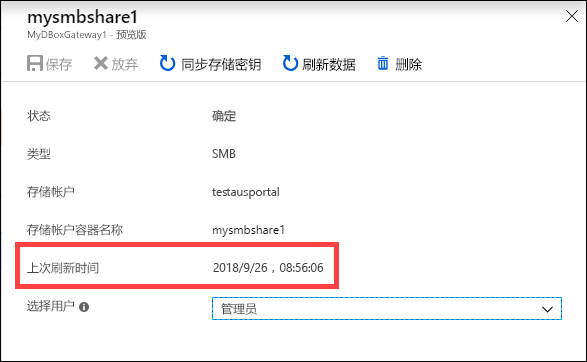 mysmbshare1
MyDBoxGateway1 - 预览版
保存 放弃 同步存储密钥 刷新数据 删除
状态 确定
类型 SMB
存储帐户 testausportal
存储帐户容器名称 mysmbshare1
上次刷新时间 2018/9/26，08:56:06
选择用户 管理员